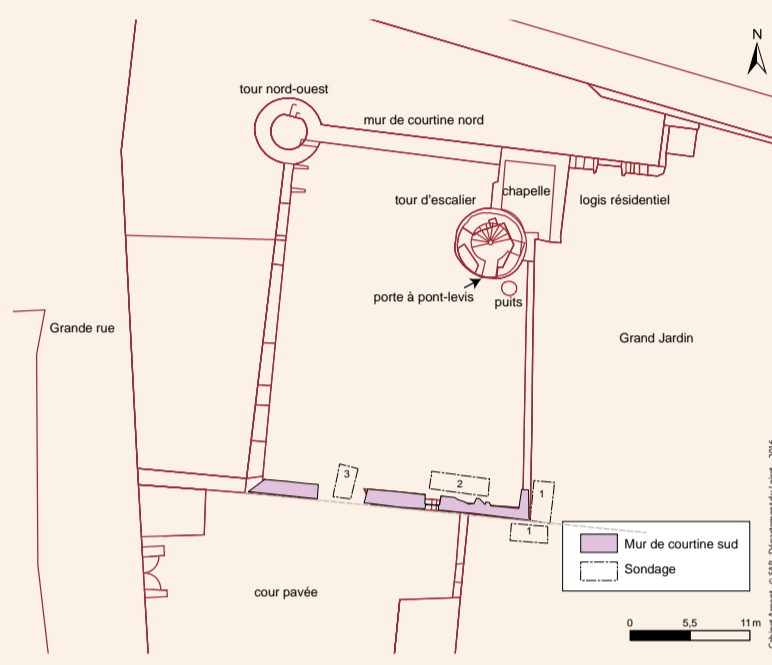 N
tour nord-ouest
mur de courtine nord
chapelle
tour d'escalier
logis résidentiel
porte à pont-levis
puits
Grande rue
Grand Jardin
3
2
1
1
Mur de courtine sud
Sondage
cour pavée
0 5,5 11 m